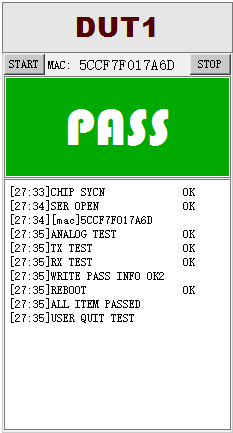 DUT1
START MAC: 5CCF7F017A6D STOP
PASS
[27:33]CHIP SYCN OK
[27:34]SER OPEN OK
[27:34][mac]5CCF7F017A6D
[27:35]ANALOG TEST OK
[27:35]TX TEST OK
[27:35]RX TEST OK
[27:35]WRITE PASS INFO OK2
[27:35]REBOOT OK
[27:35]ALL ITEM PASSED
[27:35]USER QUIT TEST